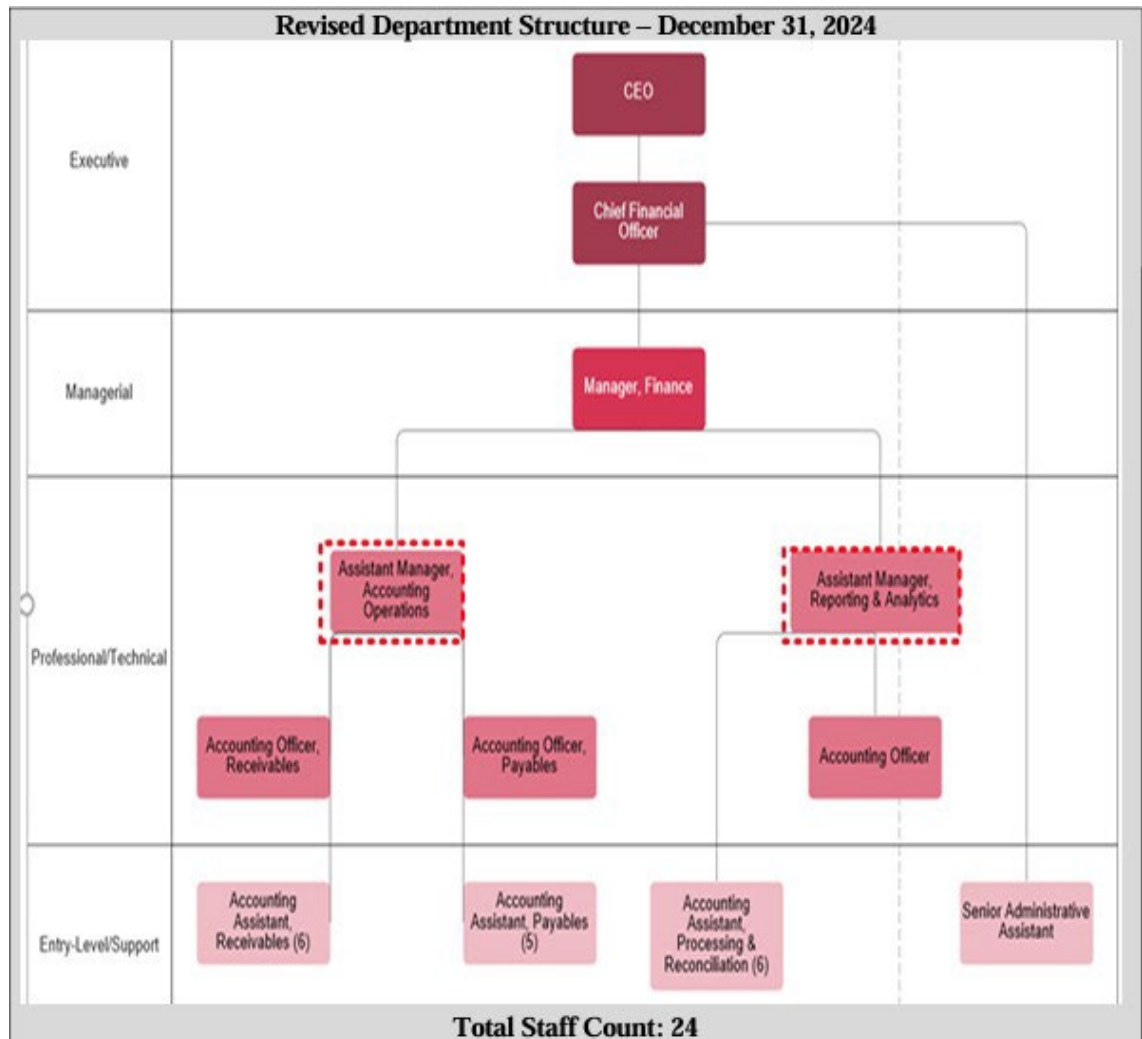 Revised Department Structure – December 31, 2024
CEO
Executive
Chief Financial
Officer
Managerial
Manager, Finance
Assistant Manager,
Accounting
Operations
Assistant Manager,
Reporting & Analytics
Professional/Technical
Accounting Officer,
Receivables
Accounting Officer,
Payables
Accounting Officer
Entry-Level/Support
Accounting
Assistant,
Receivables (6)
Accounting
Assistant, Payables
(5)
Accounting
Assistant,
Processing &
Reconciliation (6)
Senior Administrative
Assistant
Total Staff Count: 24